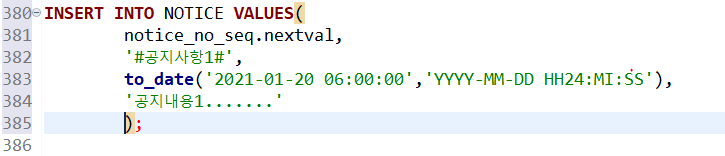 380 INSERT INTO NOTICE VALUES(
381 notice_no_seq.nextval,
382 '#공지사항1#',
383 to_date('2021-01-20 06:00:00','YYYY-MM-DD HH24:MI:SS'),
384 '공지내용1.......'
385 );
386